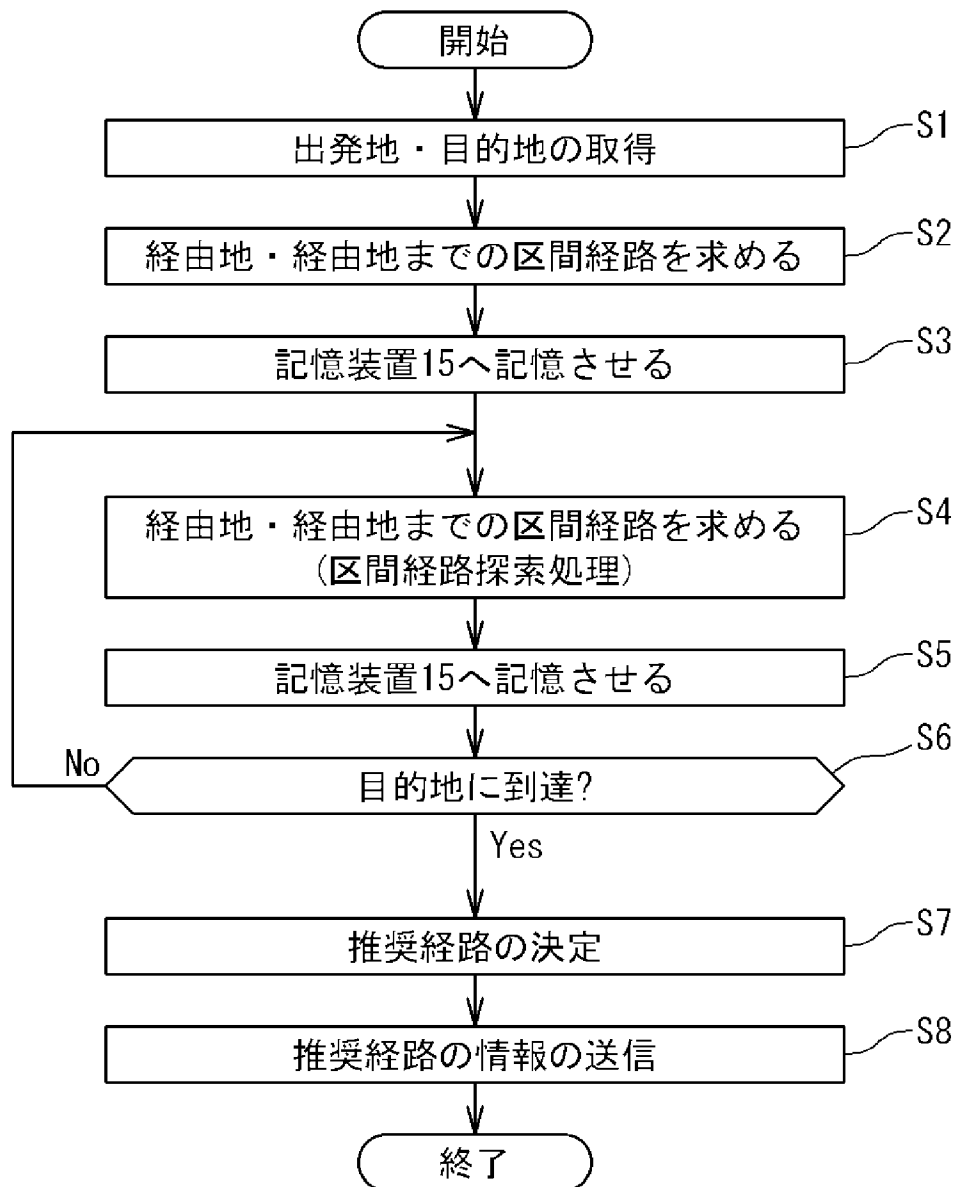 開始
出発地・目的地の取得
S1
経由地・経由地までの区間経路を求める
S2
記憶装置15へ記憶させる
S3
経由地・経由地までの区間経路を求める
(区間経路探索処理)
S4
記憶装置15へ記憶させる
S5
目的地に到達?
S6
No
Yes
推奨経路の決定
S7
推奨経路の情報の送信
S8
終了